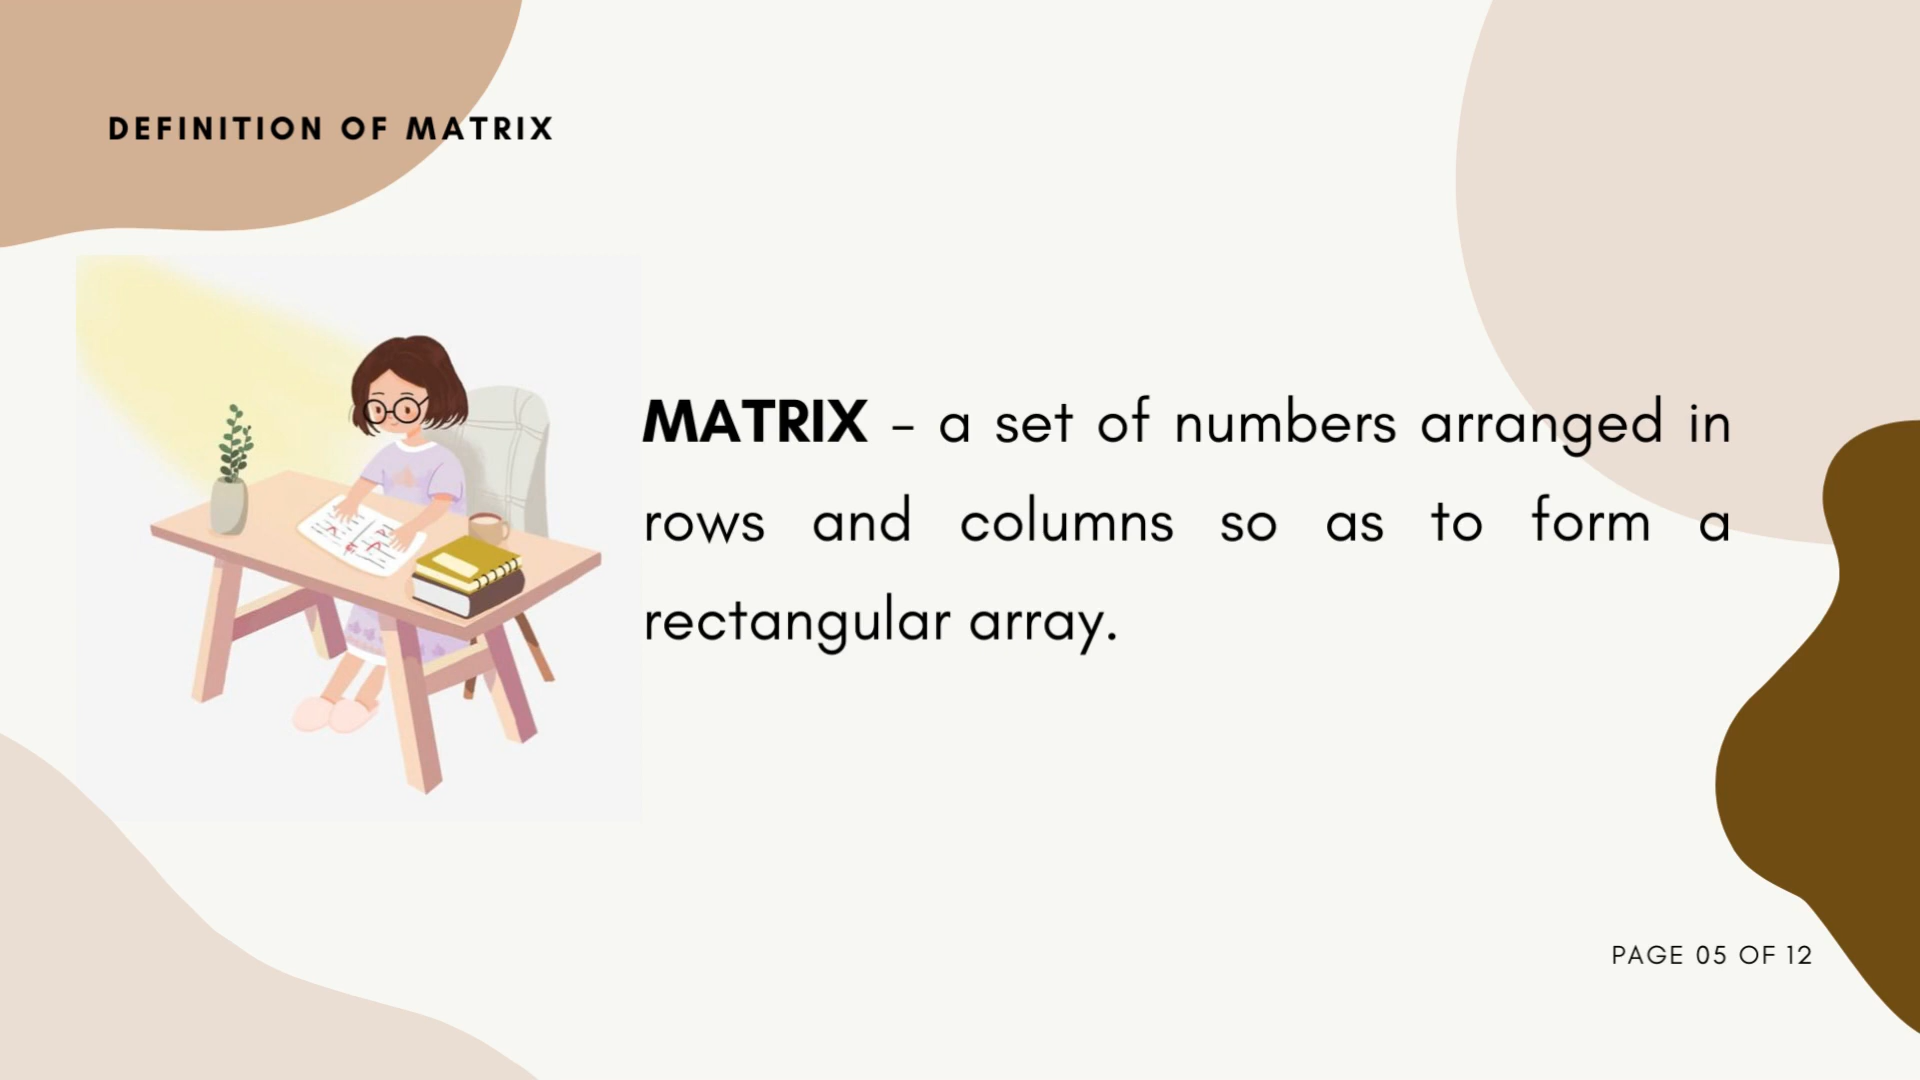 DEFINITION OF MATRIX
MATRIX - a set of numbers arranged in
rows and columns so as to form a
rectangular array.
PAGE 05 OF 12